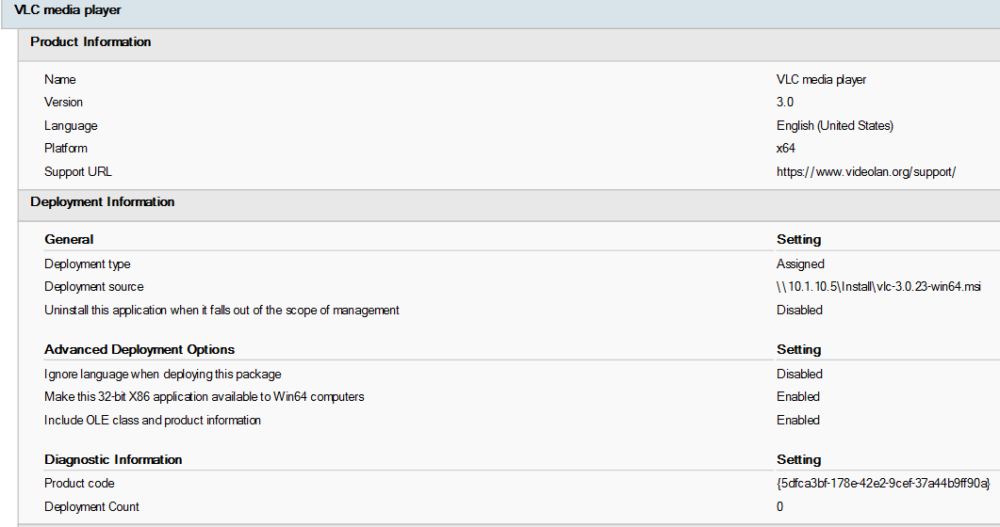 VLC media player
Product Information
Name VLC media player
Version 3.0
Language English (United States)
Platform x64
Support URL https://www.videolan.org/support/
Deployment Information
General Setting
Deployment type Assigned
Deployment source \\10.1.10.5\Install\vlc-3.0.23-win64.msi
Uninstall this application when it falls out of the scope of management Disabled
Advanced Deployment Options Setting
Ignore language when deploying this package Disabled
Make this 32-bit X86 application available to Win64 computers Enabled
Include OLE class and product information Enabled
Diagnostic Information Setting
Product code {5dfca3bf-178e-42e2-9cef-37a44b9ff90a}
Deployment Count 0